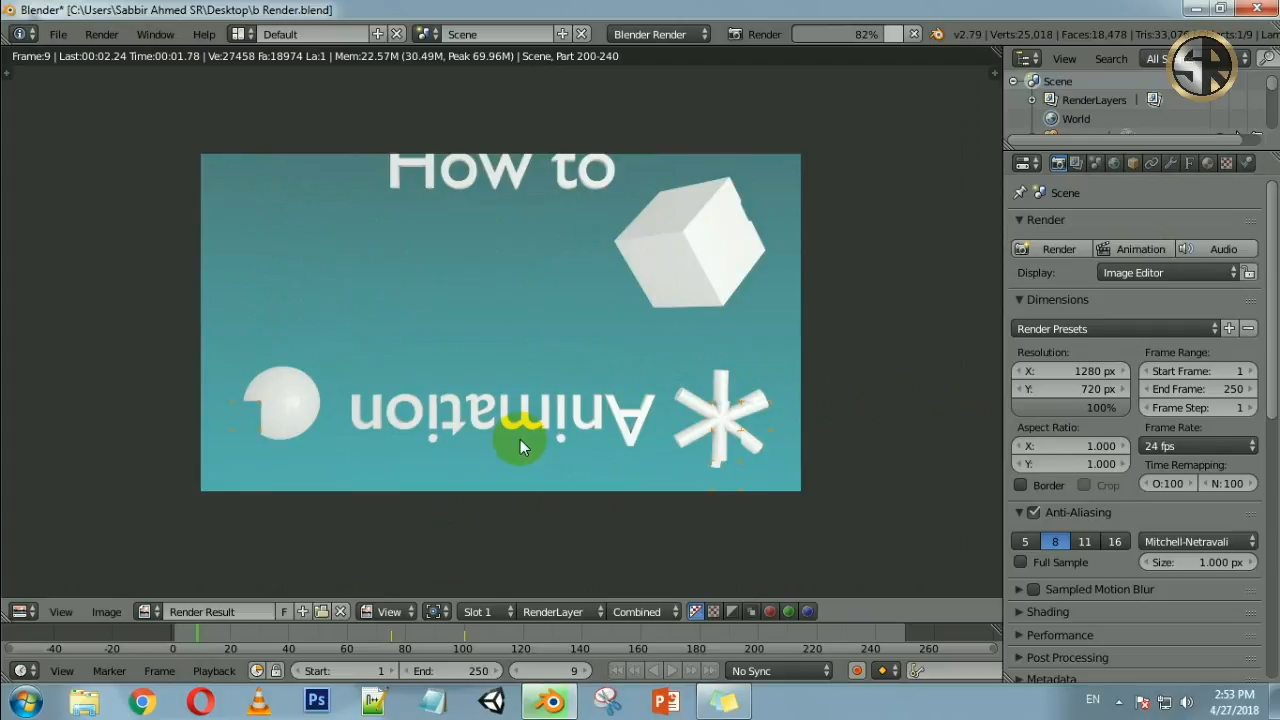 Blender* [C:\Users\Sabbir Ahmed SR\Desktop\b Render.blend]
File Render Window Help Default Scene Blender Render Render 82% v2.79 | Verts:25,018 | Faces:18,478 | Tris:33,076
Frame:9 | Last:00:02.24 Time:00:01.78 | Ve:27458 Fa:18974 La:1 | Mem:22.57M (30.49M, Peak 69.96M) | Scene, Part 200-240
View Search All S
SR
Scene
RenderLayers
World
Scene
Render
Render Animation Audio
Display: Image Editor
Dimensions
Render Presets
Resolution: Frame Range:
X: 1280 px Start Frame: 1
Y: 720 px End Frame: 250
100% Frame Step: 1
Aspect Ratio: Frame Rate:
X: 1.000 24 fps
Y: 1.000 Time Remapping:
Border Crop O:100 N:100
Anti-Aliasing
5 8 11 16 Mitchell-Netravali
Full Sample Size: 1.000 px
Sampled Motion Blur
Shading
Performance
Post Processing
Metadata
How to
Animation
View Image Render Result F View Slot 1 RenderLayer Combined
-40 -20 0 20 40 60 80 100 120 140 160 180 200 220 240 260
View Marker Frame Playback Start: 1 End: 250 9 No Sync
Ps n++ EN 2:53 PM
4/27/2018